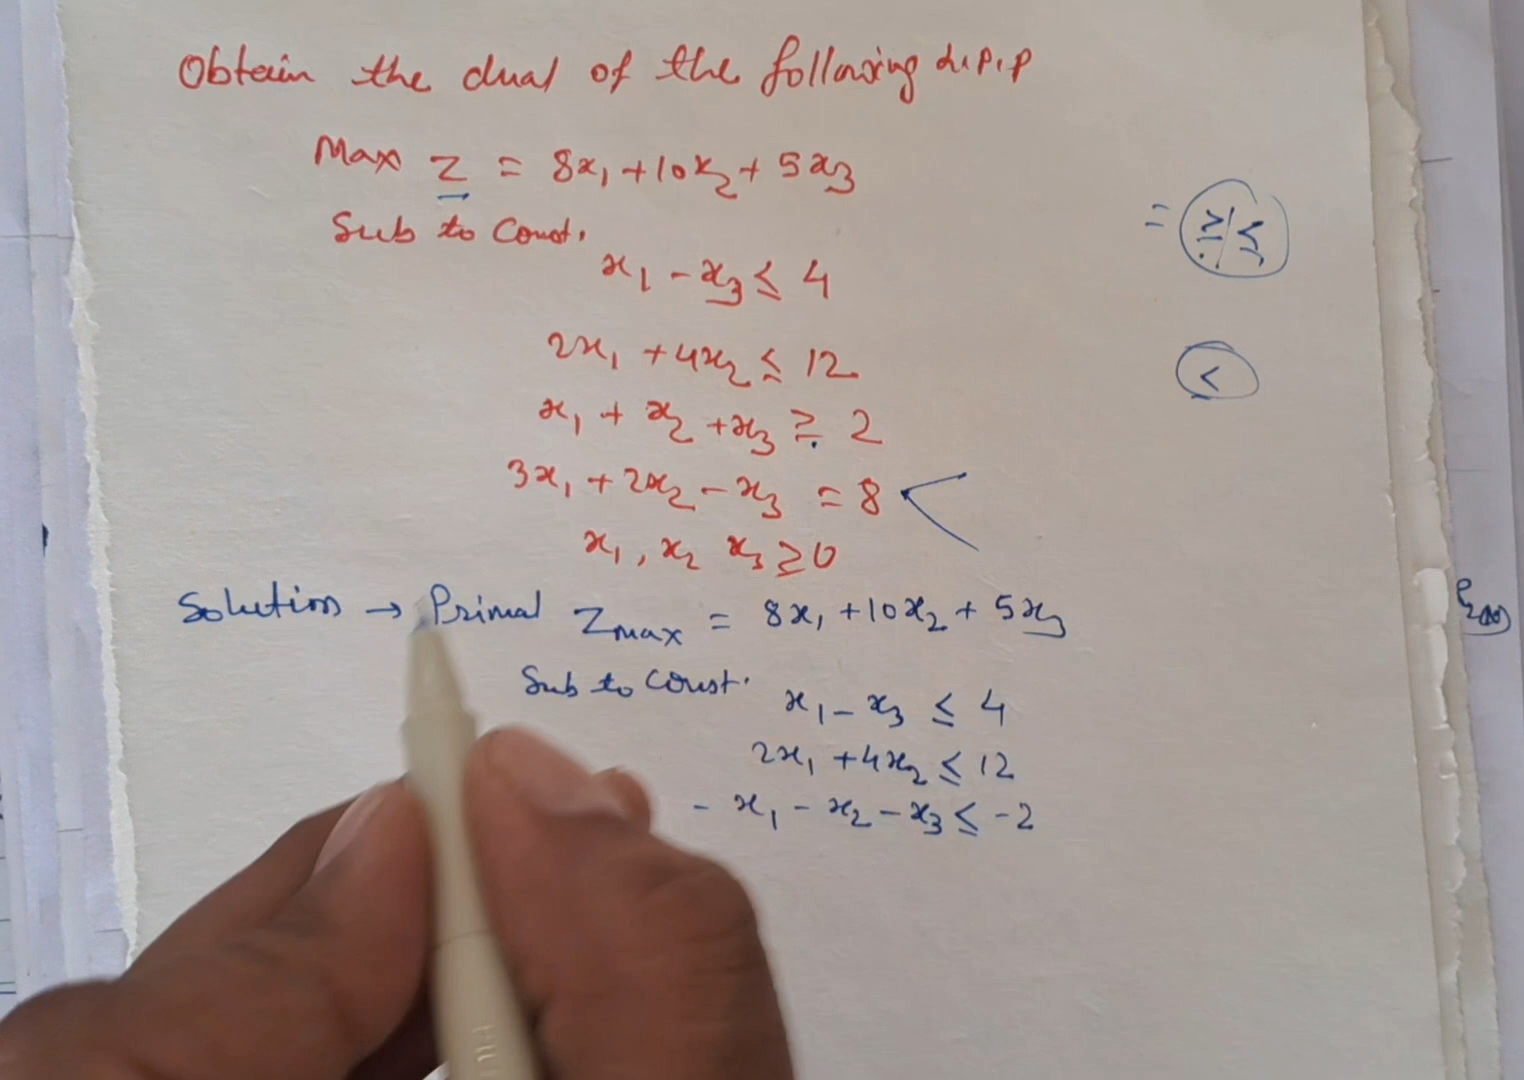 Obtain the dual of the following L.P.P
Max Z = 8x₁ + 10x₂ + 5x₃
Sub to Const.
x₁ - x₃ ≤ 4
2x₁ + 4x₂ ≤ 12
x₁ + x₂ + x₃ ≥ 2
3x₁ + 2x₂ - x₃ = 8
x₁, x₂ x₃ ≥ 0
= ≥/≤
<
Solution → Primal Zmax = 8x₁ + 10x₂ + 5x₃
Sub to Const.
x₁ - x₃ ≤ 4
2x₁ + 4x₂ ≤ 12
- x₁ - x₂ - x₃ ≤ -2